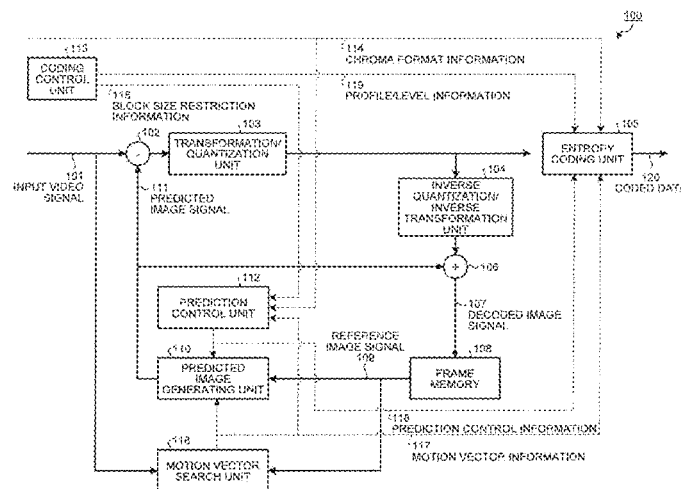 100
113
CODING
CONTROL
UNIT
114
CHROMA FORMAT INFORMATION
119
PROFILE/LEVEL INFORMATION
BLOCK SIZE RESTRICTION
INFORMATION
102
103
TRANSFORMATION/
QUANTIZATION
UNIT
105
ENTROPY
CODING UNIT
101
INPUT VIDEO
SIGNAL
111
PREDICTED
IMAGE SIGNAL
104
INVERSE
QUANTIZATION/
INVERSE
TRANSFORMATION
UNIT
120
CODED DATA
106
112
PREDICTION
CONTROL UNIT
107
DECODED IMAGE
SIGNAL
REFERENCE
IMAGE SIGNAL
109
110
PREDICTED
IMAGE
GENERATING UNIT
108
FRAME
MEMORY
PREDICTION CONTROL INFORMATION
117
MOTION VECTOR INFORMATION
MOTION VECTOR
SEARCH UNIT